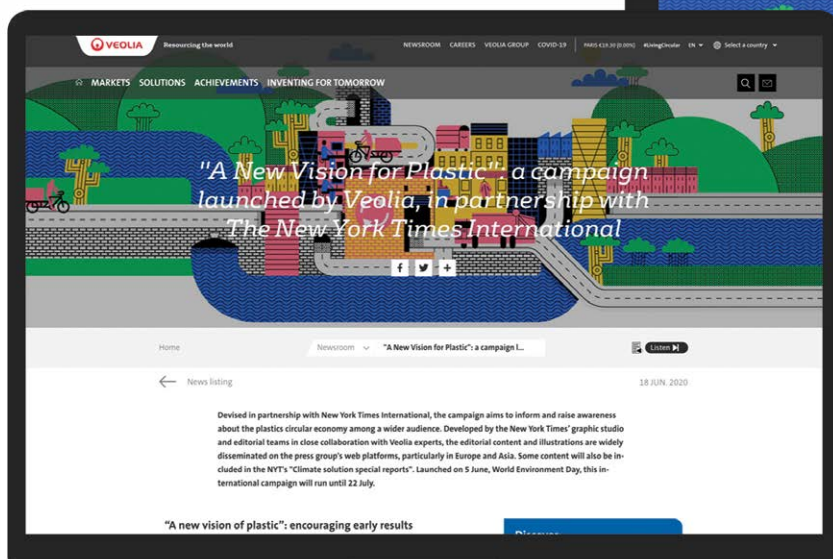 VEOLIA
Resourcing the world
NEWSROOM CAREERS VEOLIA GROUP COVID-19 PARIS €19.30 (0.00%) #LivingCircular EN Select a country
MARKETS SOLUTIONS ACHIEVEMENTS INVENTING FOR TOMORROW
"A New Vision for Plastic": a campaign
launched by Veolia, in partnership with
The New York Times International
Home
Newsroom "A New Vision for Plastic": a campaign l...
Listen
News listing
18 JUN. 2020
Devised in partnership with New York Times International, the campaign aims to inform and raise awareness
about the plastics circular economy among a wider audience. Developed by the New York Times' graphic studio
and editorial teams in close collaboration with Veolia experts, the editorial content and illustrations are widely
disseminated on the press group's web platforms, particularly in Europe and Asia. Some content will also be in-
cluded in the NYT's "Climate solution special reports". Launched on 5 June, World Environment Day, this in-
ternational campaign will run until 22 July.
"A new vision of plastic": encouraging early results